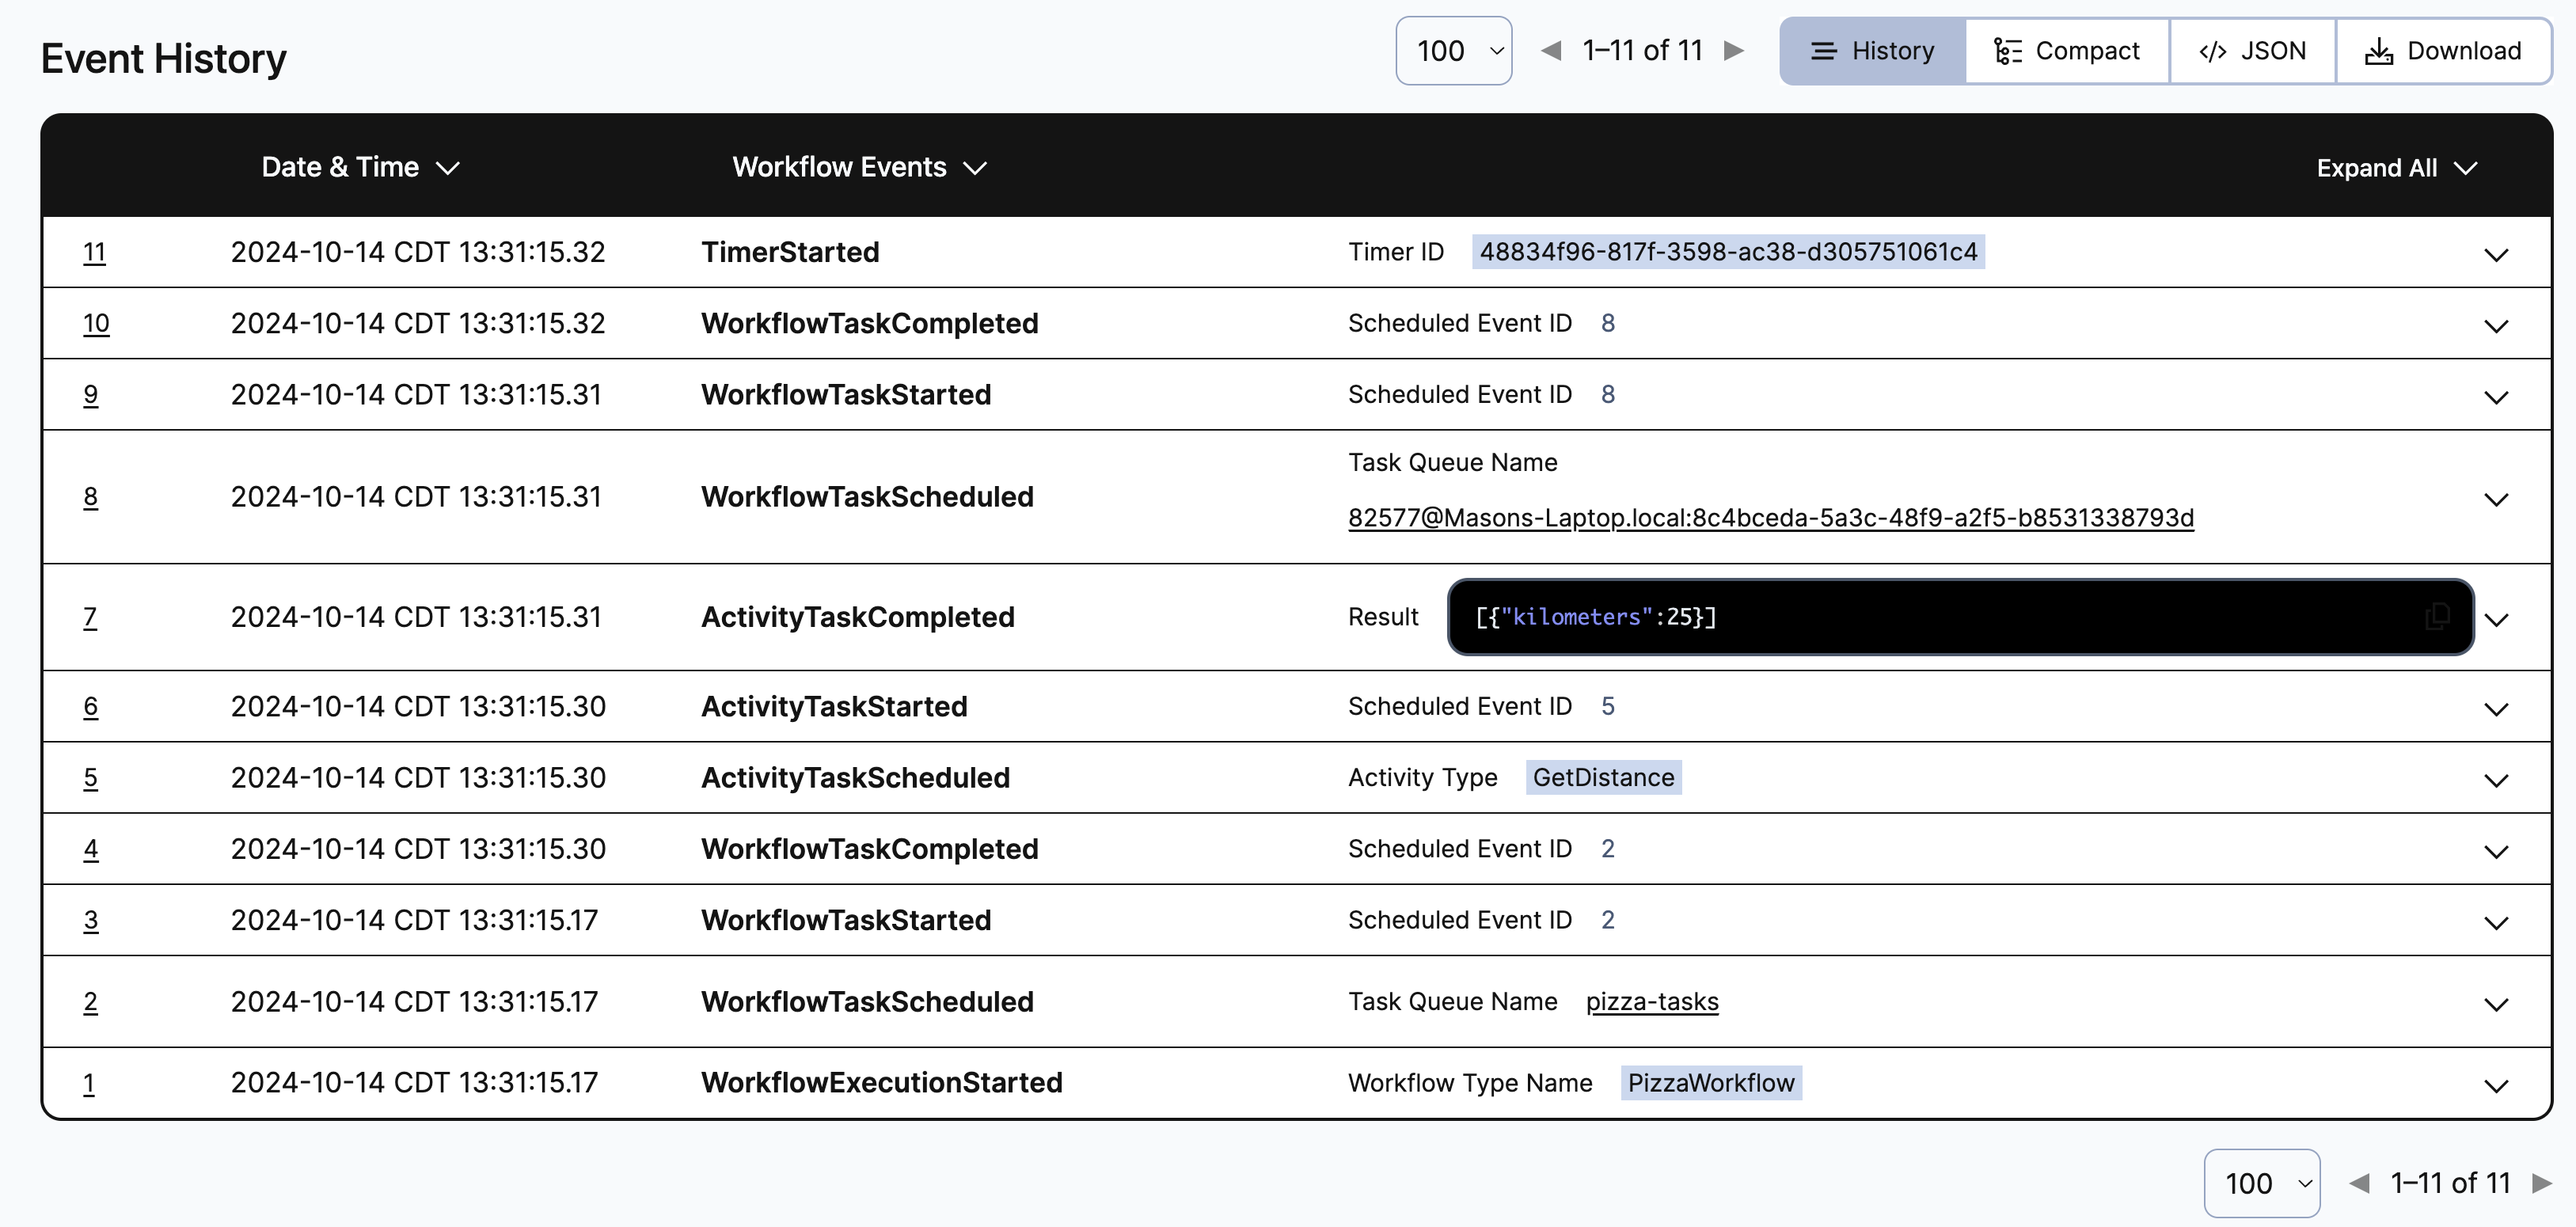 Event History
100
1–11 of 11
History
Compact
JSON
Download
Date & Time
Workflow Events
Expand All
11 2024-10-14 CDT 13:31:15.32 TimerStarted Timer ID 48834f96-817f-3598-ac38-d305751061c4
10 2024-10-14 CDT 13:31:15.32 WorkflowTaskCompleted Scheduled Event ID 8
9 2024-10-14 CDT 13:31:15.31 WorkflowTaskStarted Scheduled Event ID 8
8 2024-10-14 CDT 13:31:15.31 WorkflowTaskScheduled Task Queue Name
82577@Masons-Laptop.local:8c4bceda-5a3c-48f9-a2f5-b8531338793d
7 2024-10-14 CDT 13:31:15.31 ActivityTaskCompleted Result [{"kilometers":25}]
6 2024-10-14 CDT 13:31:15.30 ActivityTaskStarted Scheduled Event ID 5
5 2024-10-14 CDT 13:31:15.30 ActivityTaskScheduled Activity Type GetDistance
4 2024-10-14 CDT 13:31:15.30 WorkflowTaskCompleted Scheduled Event ID 2
3 2024-10-14 CDT 13:31:15.17 WorkflowTaskStarted Scheduled Event ID 2
2 2024-10-14 CDT 13:31:15.17 WorkflowTaskScheduled Task Queue Name pizza-tasks
1 2024-10-14 CDT 13:31:15.17 WorkflowExecutionStarted Workflow Type Name PizzaWorkflow
100
1–11 of 11